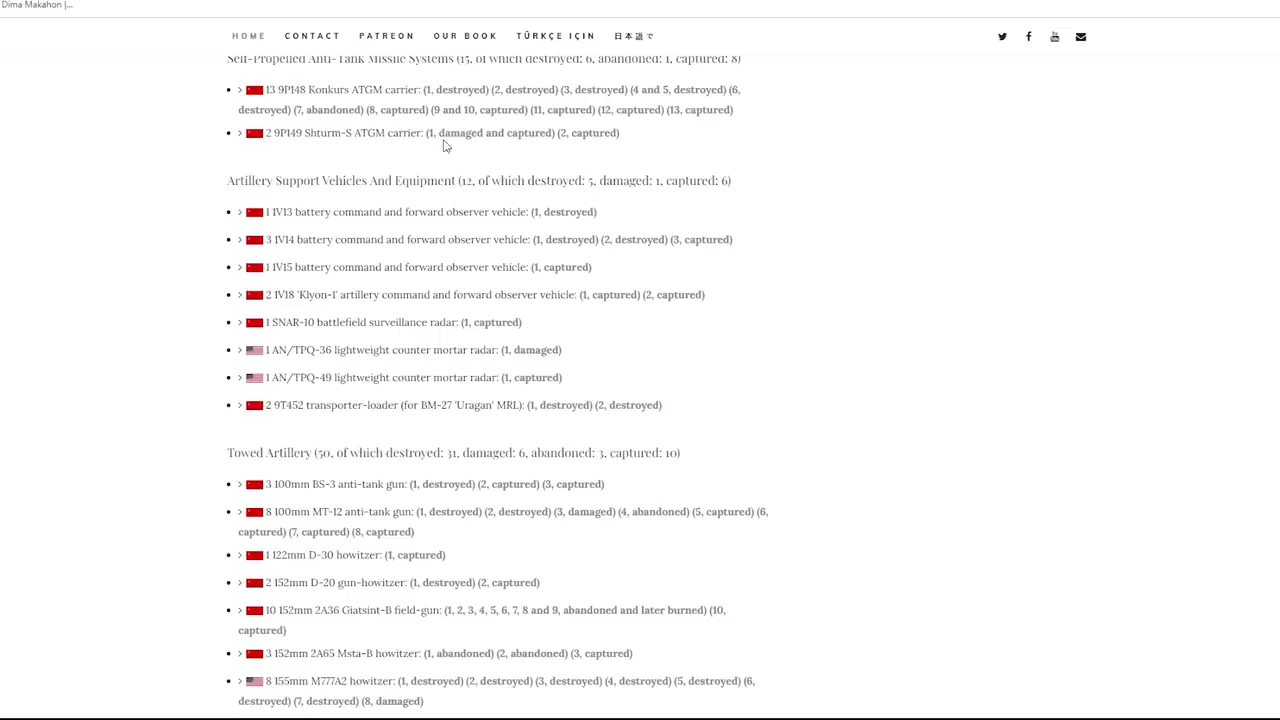 Dima Makahon |...
HOME CONTACT PATREON OUR BOOK TÜRKÇE IÇIN 日本語で
Self-Propelled Anti-Tank Missile Systems (15, of which destroyed: 6, abandoned: 1, captured: 8)
> 13 9P148 Konkurs ATGM carrier: (1, destroyed) (2, destroyed) (3, destroyed) (4 and 5, destroyed) (6,
destroyed) (7, abandoned) (8, captured) (9 and 10, captured) (11, captured) (12, captured) (13, captured)
> 2 9P149 Shturm-S ATGM carrier: (1, damaged and captured) (2, captured)
Artillery Support Vehicles And Equipment (12, of which destroyed: 5, damaged: 1, captured: 6)
> 1 1V13 battery command and forward observer vehicle: (1, destroyed)
> 3 1V14 battery command and forward observer vehicle: (1, destroyed) (2, destroyed) (3, captured)
> 1 1V15 battery command and forward observer vehicle: (1, captured)
> 2 1V18 'Klyon-1' artillery command and forward observer vehicle: (1, captured) (2, captured)
> 1 SNAR-10 battlefield surveillance radar: (1, captured)
> 1 AN/TPQ-36 lightweight counter mortar radar: (1, damaged)
> 1 AN/TPQ-49 lightweight counter mortar radar: (1, captured)
> 2 9T452 transporter-loader (for BM-27 'Uragan' MRL): (1, destroyed) (2, destroyed)
Towed Artillery (50, of which destroyed: 31, damaged: 6, abandoned: 3, captured: 10)
> 3 100mm BS-3 anti-tank gun: (1, destroyed) (2, captured) (3, captured)
> 8 100mm MT-12 anti-tank gun: (1, destroyed) (2, destroyed) (3, damaged) (4, abandoned) (5, captured) (6,
captured) (7, captured) (8, captured)
> 1 122mm D-30 howitzer: (1, captured)
> 2 152mm D-20 gun-howitzer: (1, destroyed) (2, captured)
> 10 152mm 2A36 Giatsint-B field-gun: (1, 2, 3, 4, 5, 6, 7, 8 and 9, abandoned and later burned) (10,
captured)
> 3 152mm 2A65 Msta-B howitzer: (1, abandoned) (2, abandoned) (3, captured)
> 8 155mm M777A2 howitzer: (1, destroyed) (2, destroyed) (3, destroyed) (4, destroyed) (5, destroyed) (6,
destroyed) (7, destroyed) (8, damaged)